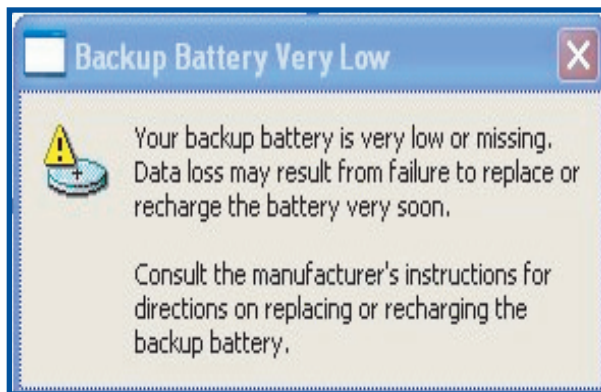 Backup Battery Very Low
Your backup battery is very low or missing.
Data loss may result from failure to replace or
recharge the battery very soon.
Consult the manufacturer's instructions for
directions on replacing or recharging the
backup battery.